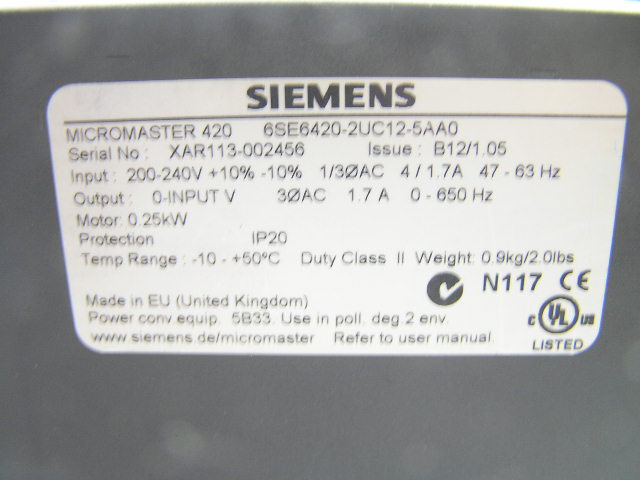 SIEMENS
MICROMASTER 420 6SE6420-2UC12-5AA0
Serial No : XAR113-002456 Issue : B12/1.05
Input : 200-240V +10% -10% 1/3ØAC 4 / 1.7A 47 - 63 Hz
Output : 0-INPUT V 3ØAC 1.7 A 0 - 650 Hz
Motor: 0.25kW
Protection IP20
Temp Range : -10 - +50°C Duty Class II Weight: 0.9kg/2.0lbs
N117 CE
Made in EU (United Kingdom)
Power conv equip 5B33. Use in poll. deg 2 env.
c UL us
www.siemens.de/micromaster Refer to user manual.
LISTED